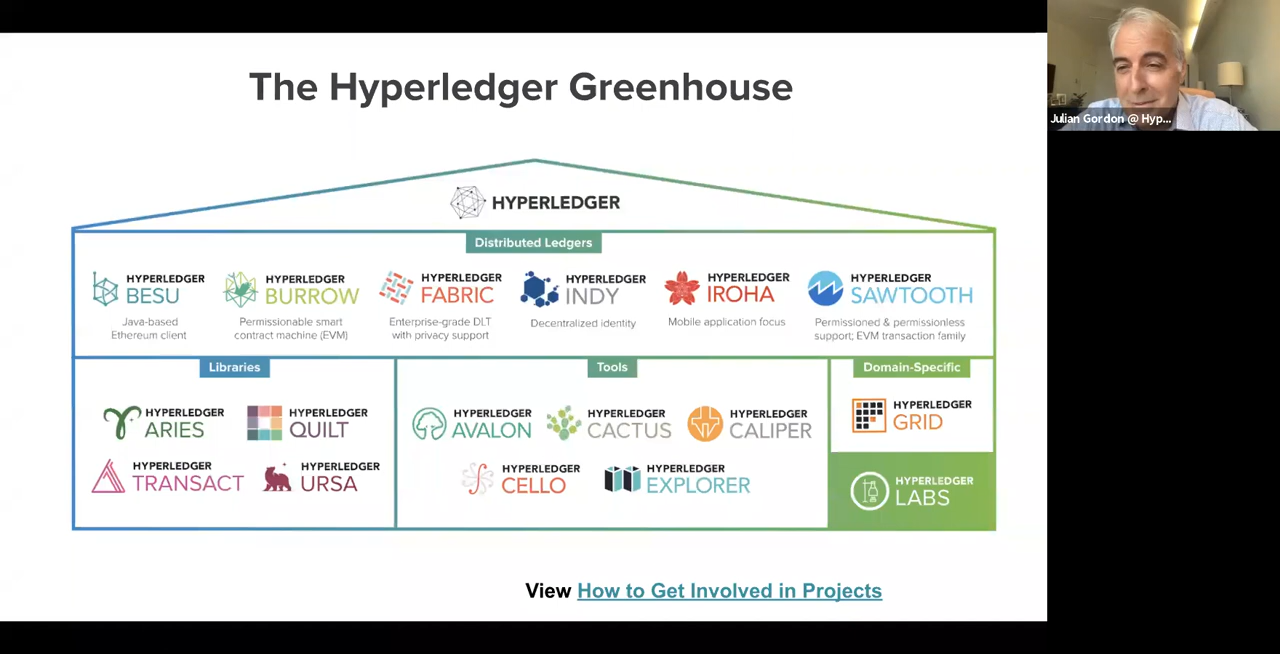 The Hyperledger Greenhouse
Julian Gordon @ Hyp...
HYPERLEDGER
Distributed Ledgers
HYPERLEDGER
BESU
Java-based
Ethereum client
HYPERLEDGER
BURROW
Permissionable smart
contract machine (EVM)
HYPERLEDGER
FABRIC
Enterprise-grade DLT
with privacy support
HYPERLEDGER
INDY
Decentralized identity
HYPERLEDGER
IROHA
Mobile application focus
HYPERLEDGER
SAWTOOTH
Permissioned & permissionless
support; EVM transaction family
Libraries
HYPERLEDGER
ARIES
HYPERLEDGER
QUILT
HYPERLEDGER
TRANSACT
HYPERLEDGER
URSA
Tools
HYPERLEDGER
AVALON
HYPERLEDGER
CACTUS
HYPERLEDGER
CALIPER
HYPERLEDGER
CELLO
HYPERLEDGER
EXPLORER
Domain-Specific
HYPERLEDGER
GRID
HYPERLEDGER
LABS
View How to Get Involved in Projects